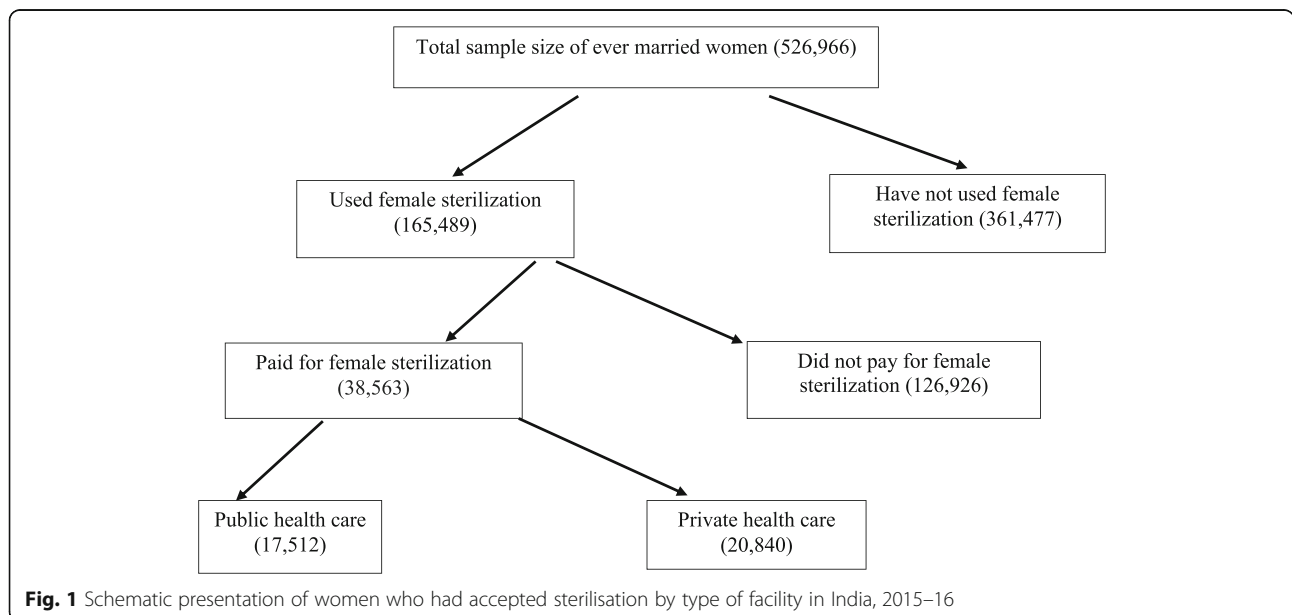 Total sample size of ever married women (526,966)
Used female sterilization
(165,489)
Have not used female
sterilization (361,477)
Paid for female sterilization
(38,563)
Did not pay for female
sterilization (126,926)
Public health care
(17,512)
Private health care
(20,840)
Fig. 1 Schematic presentation of women who had accepted sterilisation by type of facility in India, 2015–16